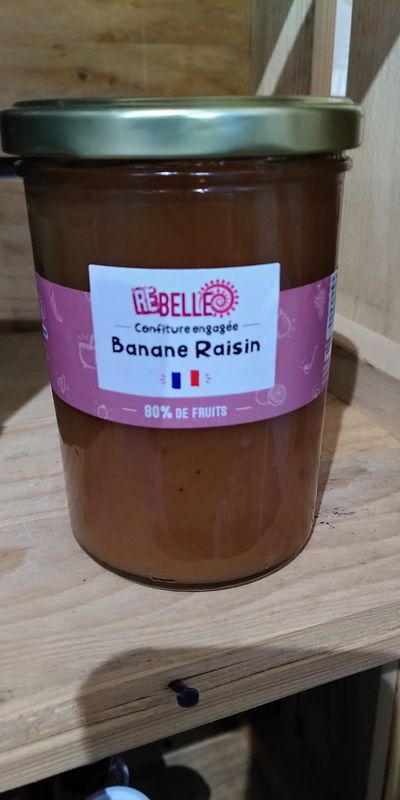 REBELLE
Confiture engagée
Banane Raisin
80% DE FRUITS